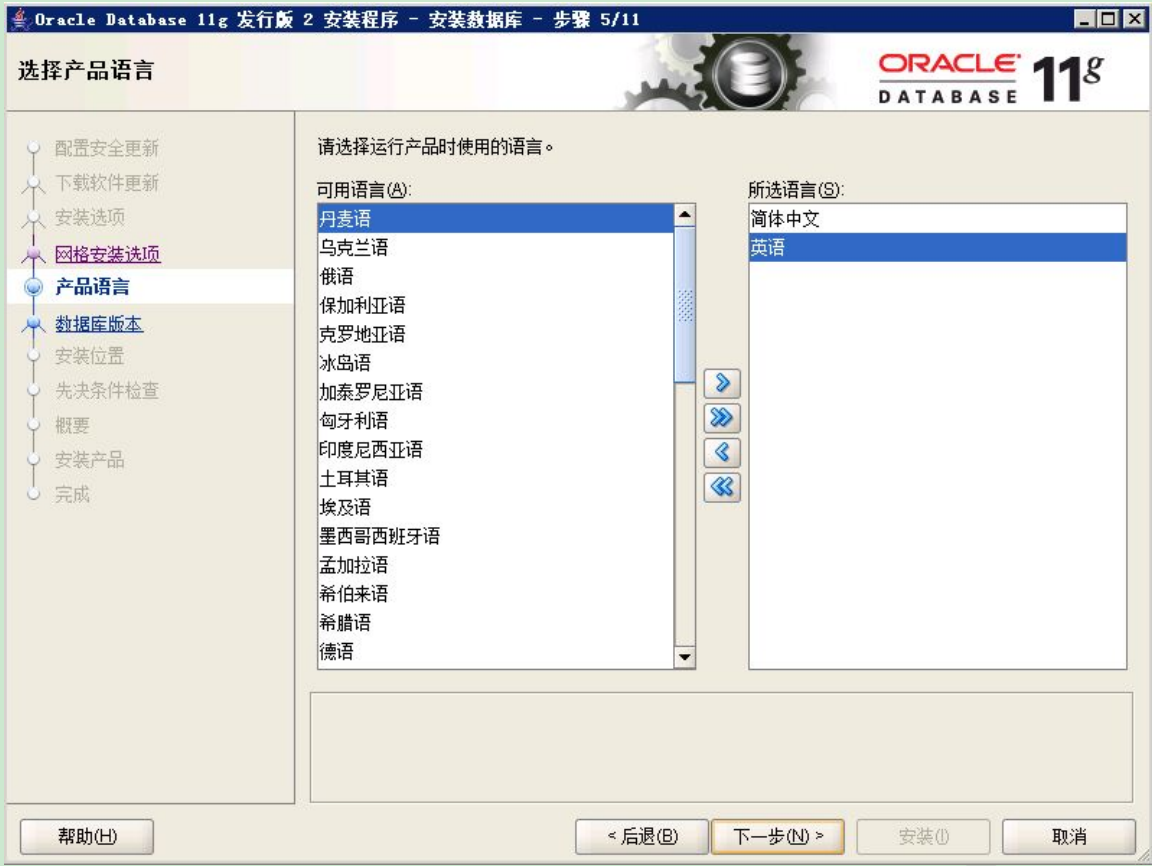 Oracle Database 11g 发行版 2 安装程序 - 安装数据库 - 步骤 5/11
选择产品语言
ORACLE 11g
DATABASE
配置安全更新
下载软件更新
安装选项
网格安装选项
产品语言
数据库版本
安装位置
先决条件检查
概要
安装产品
完成
请选择运行产品时使用的语言。
可用语言(A):
丹麦语
乌克兰语
俄语
保加利亚语
克罗地亚语
冰岛语
加泰罗尼亚语
匈牙利语
印度尼西亚语
土耳其语
埃及语
墨西哥西班牙语
孟加拉语
希伯来语
希腊语
德语
所选语言(S):
简体中文
英语
帮助(H)
< 后退(B)
下一步(N) >
安装(I)
取消